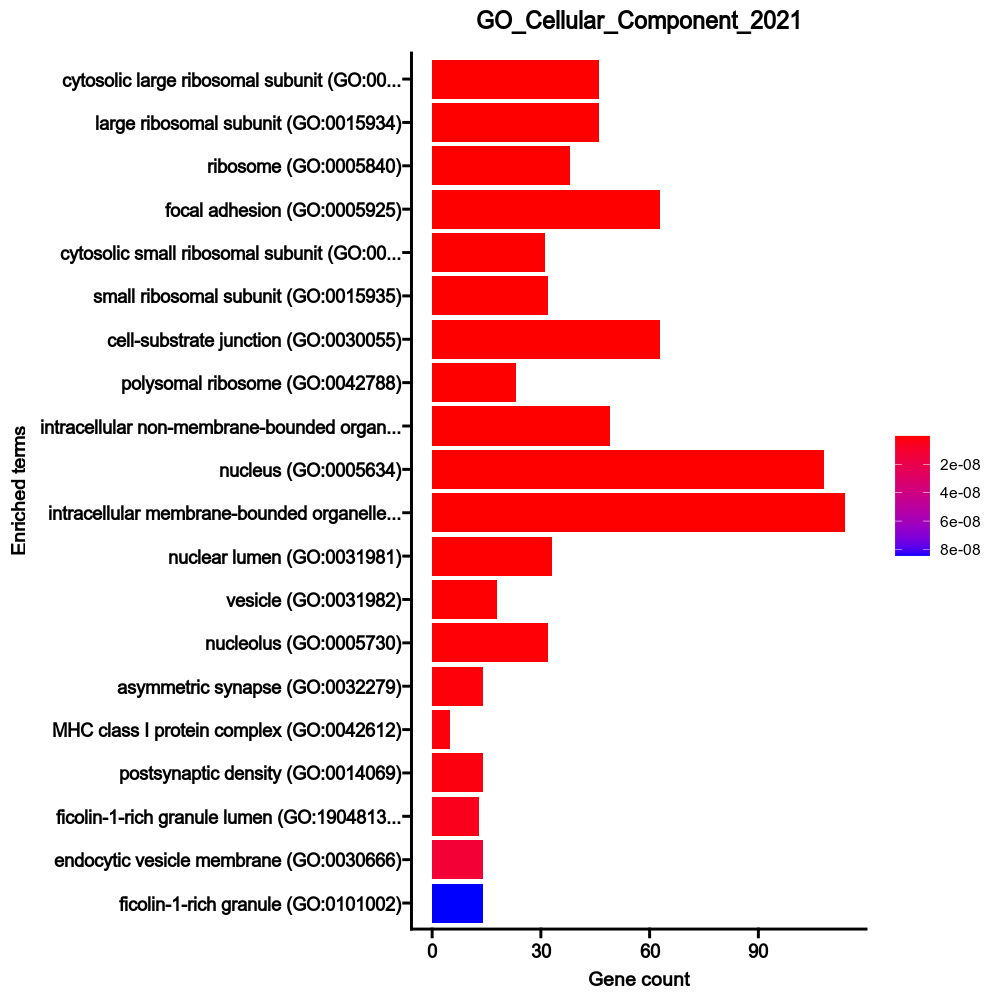 GO_Cellular_Component_2021
cytosolic large ribosomal subunit (GO:00...
large ribosomal subunit (GO:0015934)
ribosome (GO:0005840)
focal adhesion (GO:0005925)
cytosolic small ribosomal subunit (GO:00...
small ribosomal subunit (GO:0015935)
cell-substrate junction (GO:0030055)
polysomal ribosome (GO:0042788)
intracellular non-membrane-bounded organ...
nucleus (GO:0005634)
intracellular membrane-bounded organelle...
nuclear lumen (GO:0031981)
vesicle (GO:0031982)
nucleolus (GO:0005730)
asymmetric synapse (GO:0032279)
MHC class I protein complex (GO:0042612)
postsynaptic density (GO:0014069)
ficolin-1-rich granule lumen (GO:1904813...
endocytic vesicle membrane (GO:0030666)
ficolin-1-rich granule (GO:0101002)
Enriched terms
0 30 60 90
Gene count
2e-08
4e-08
6e-08
8e-08